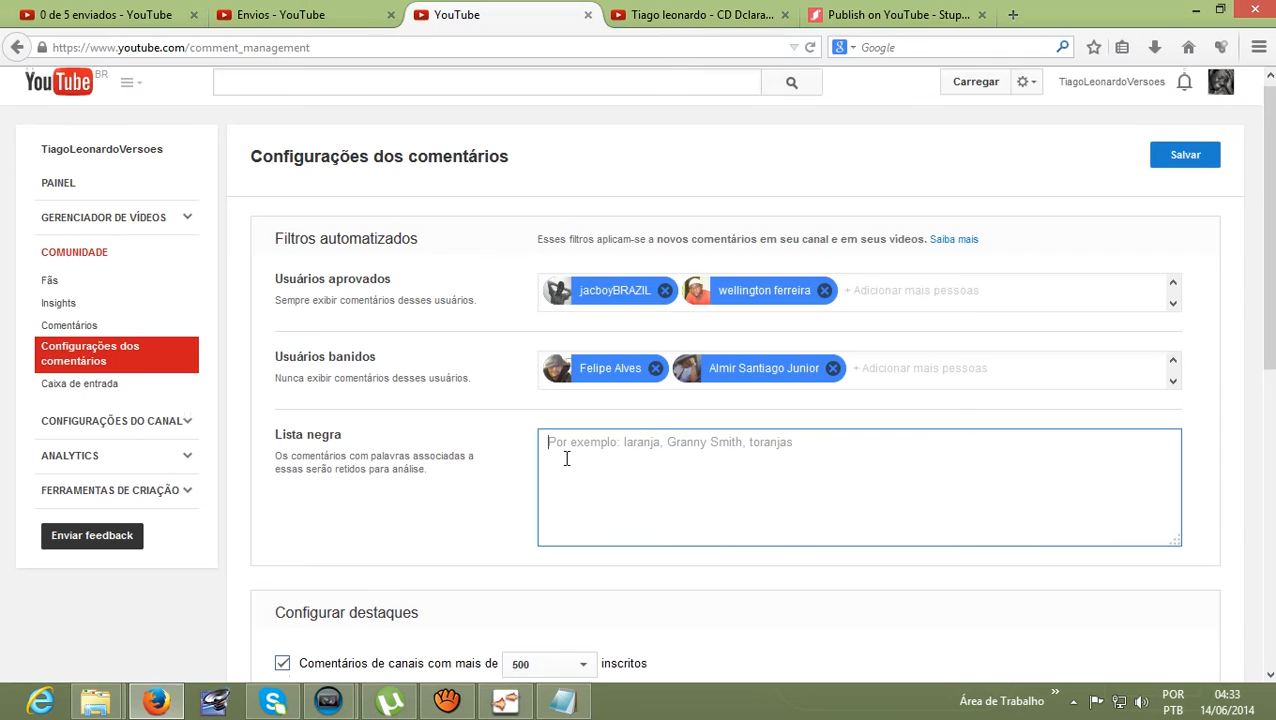 0 de 5 enviados - YouTube
Envios - YouTube
YouTube
Tiago leonardo - CD Dclara...
Publish on YouTube - Stup...
https://www.youtube.com/comment_management
Google
YouTube BR
Carregar
TiagoLeonardoVersoes
TiagoLeonardoVersoes
PAINEL
GERENCIADOR DE VÍDEOS
COMUNIDADE
Fãs
Insights
Comentários
Configurações dos
comentários
Caixa de entrada
CONFIGURAÇÕES DO CANAL
ANALYTICS
FERRAMENTAS DE CRIAÇÃO
Enviar feedback
Configurações dos comentários
Salvar
Filtros automatizados
Esses filtros aplicam-se a novos comentários em seu canal e em seus vídeos. Saiba mais
Usuários aprovados
Sempre exibir comentários desses usuários.
jacboyBRAZIL
wellington ferreira
+ Adicionar mais pessoas
Usuários banidos
Nunca exibir comentários desses usuários.
Felipe Alves
Almir Santiago Junior
+ Adicionar mais pessoas
Lista negra
Os comentários com palavras associadas a
essas serão retidos para análise.
Por exemplo: laranja, Granny Smith, toranjas
Configurar destaques
Comentários de canais com mais de 500 inscritos
Área de Trabalho
POR
PTB
04:33
14/06/2014